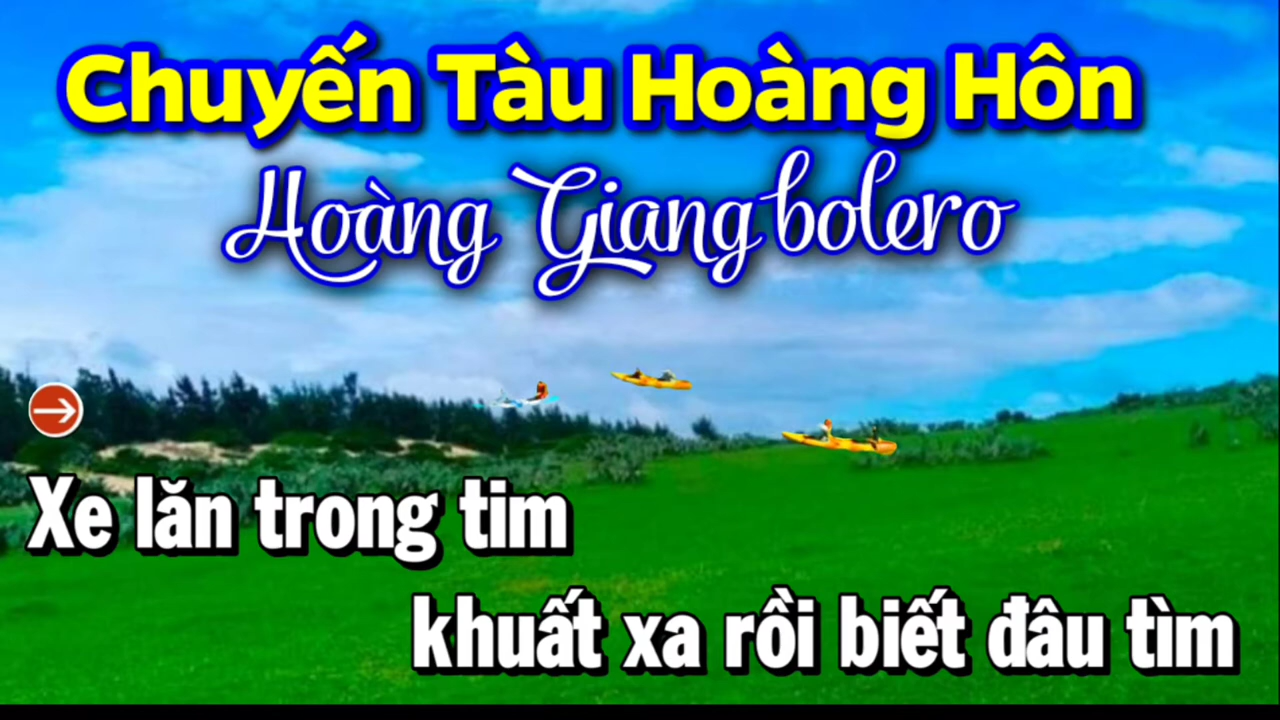 Chuyến Tàu Hoàng Hôn
Hoàng Giang bolero
Xe lăn trong tim
khuất xa rồi biết đâu tìm